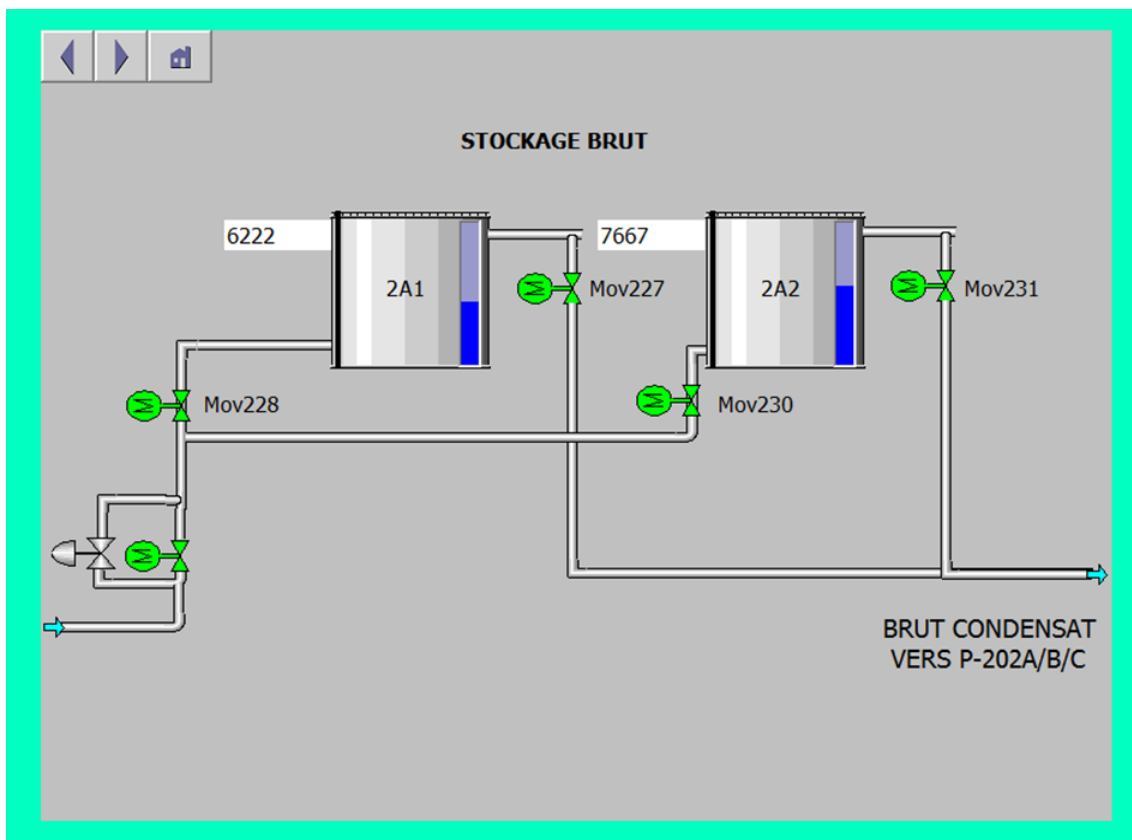 STOCKAGE BRUT
6222
7667
2A1
Mov227
2A2
Mov231
Mov228
Mov230
BRUT CONDENSAT
VERS P-202A/B/C